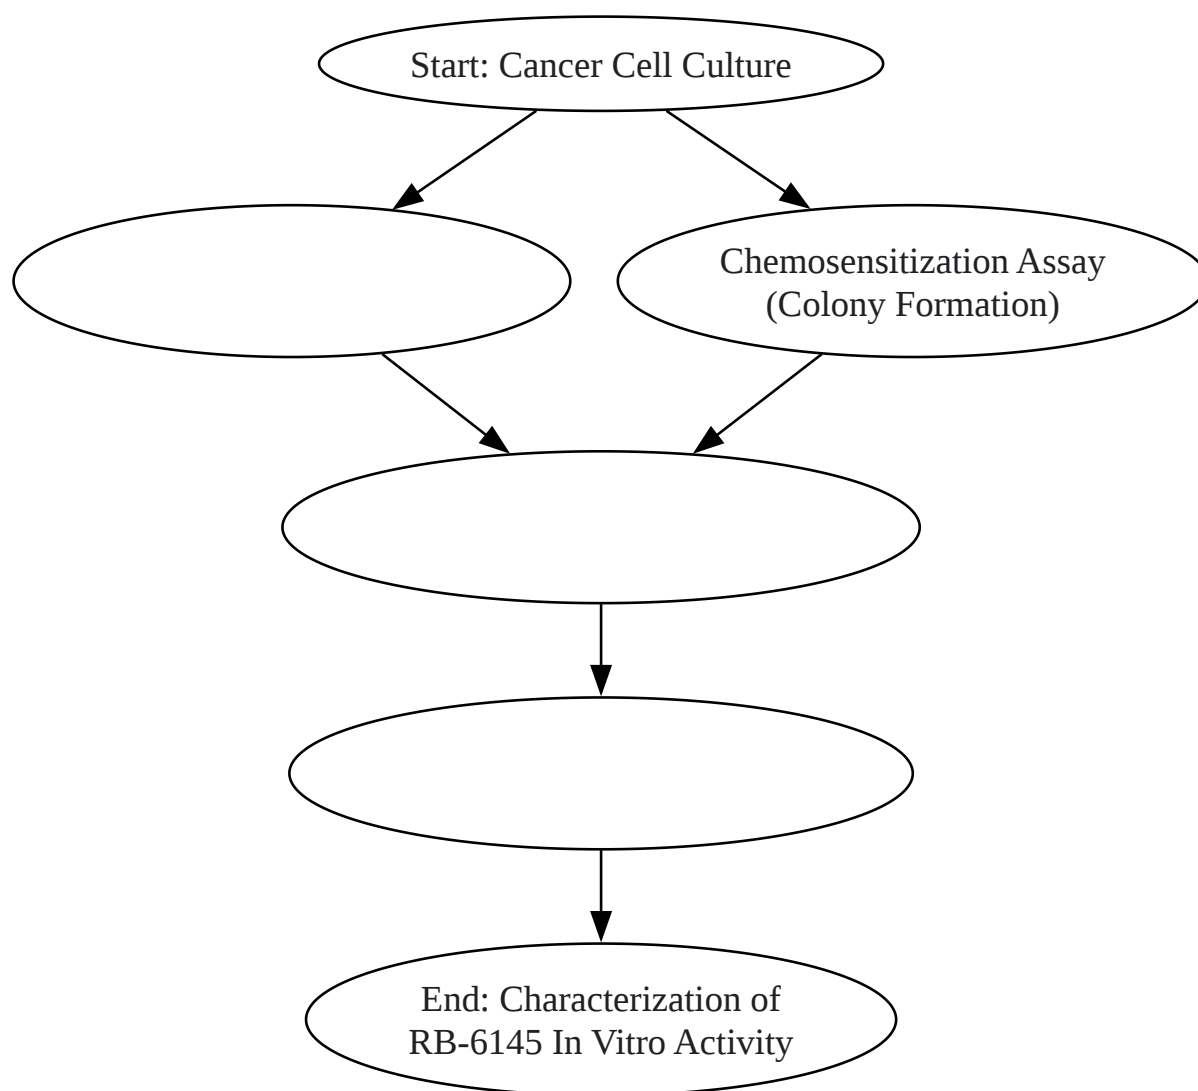 Start: Cancer Cell Culture
Chemosensitization Assay
(Colony Formation)
End: Characterization of
RB-6145 In Vitro Activity